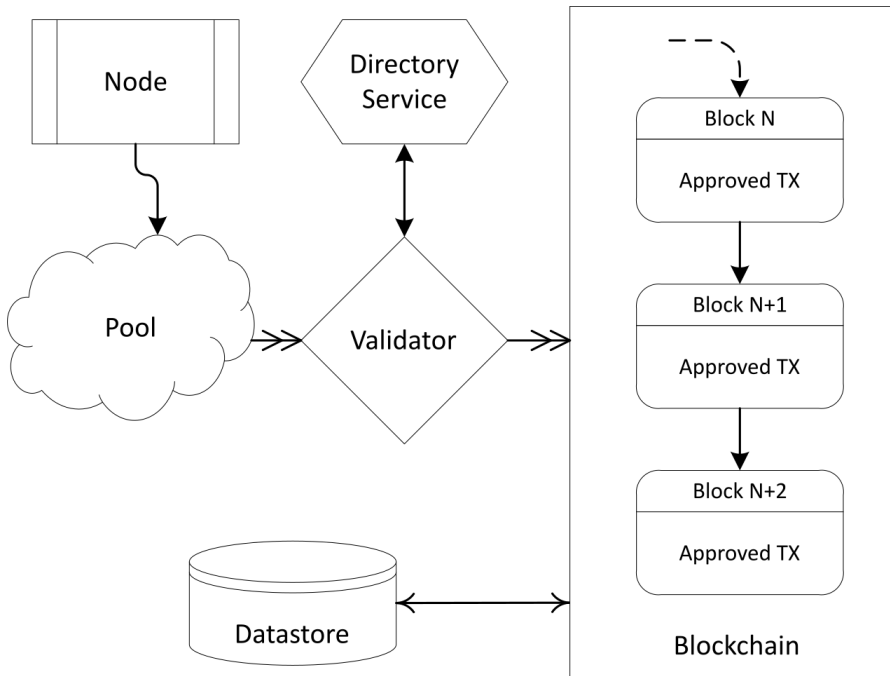 Node
Directory
Service
Pool
Validator
Datastore
Block N
Approved TX
Block N+1
Approved TX
Block N+2
Approved TX
Blockchain